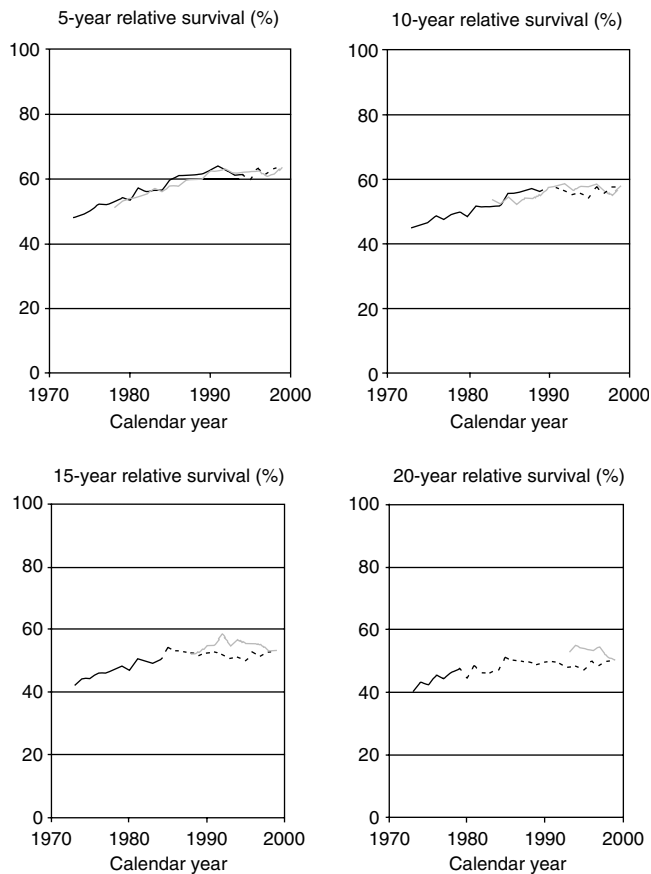 5-year relative survival (%)
100
80
60
40
20
0
1970 1980 1990 2000
Calendar year
10-year relative survival (%)
100
80
60
40
20
0
1970 1980 1990 2000
Calendar year
15-year relative survival (%)
100
80
60
40
20
0
1970 1980 1990 2000
Calendar year
20-year relative survival (%)
100
80
60
40
20
0
1970 1980 1990 2000
Calendar year